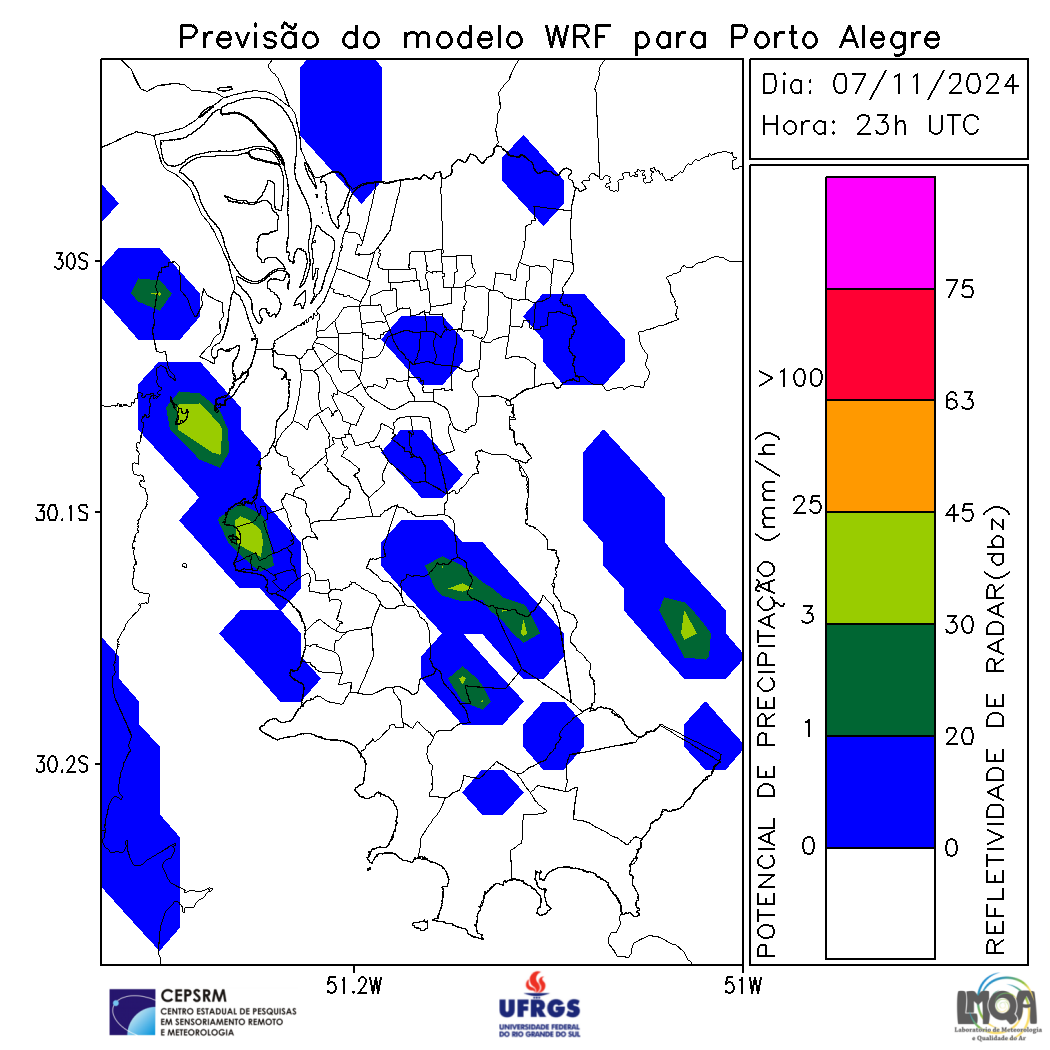 Previsão do modelo WRF para Porto Alegre
Dia: 07/11/2024
Hora: 23h UTC
30S
30.1S
30.2S
51.2W
51W
POTENCIAL DE PRECIPITAÇÃO (mm/h)
>100
25
3
1
0
75
63
45
30
20
0
REFLETIVIDADE DE RADAR(dbz)
CEPSRM
CENTRO ESTADUAL DE PESQUISAS
EM SENSORIAMENTO REMOTO
E METEOROLOGIA
UFRGS
UNIVERSIDADE FEDERAL
DO RIO GRANDE DO SUL
LMQA
Laboratório de Meteorologia
e Qualidade do Ar